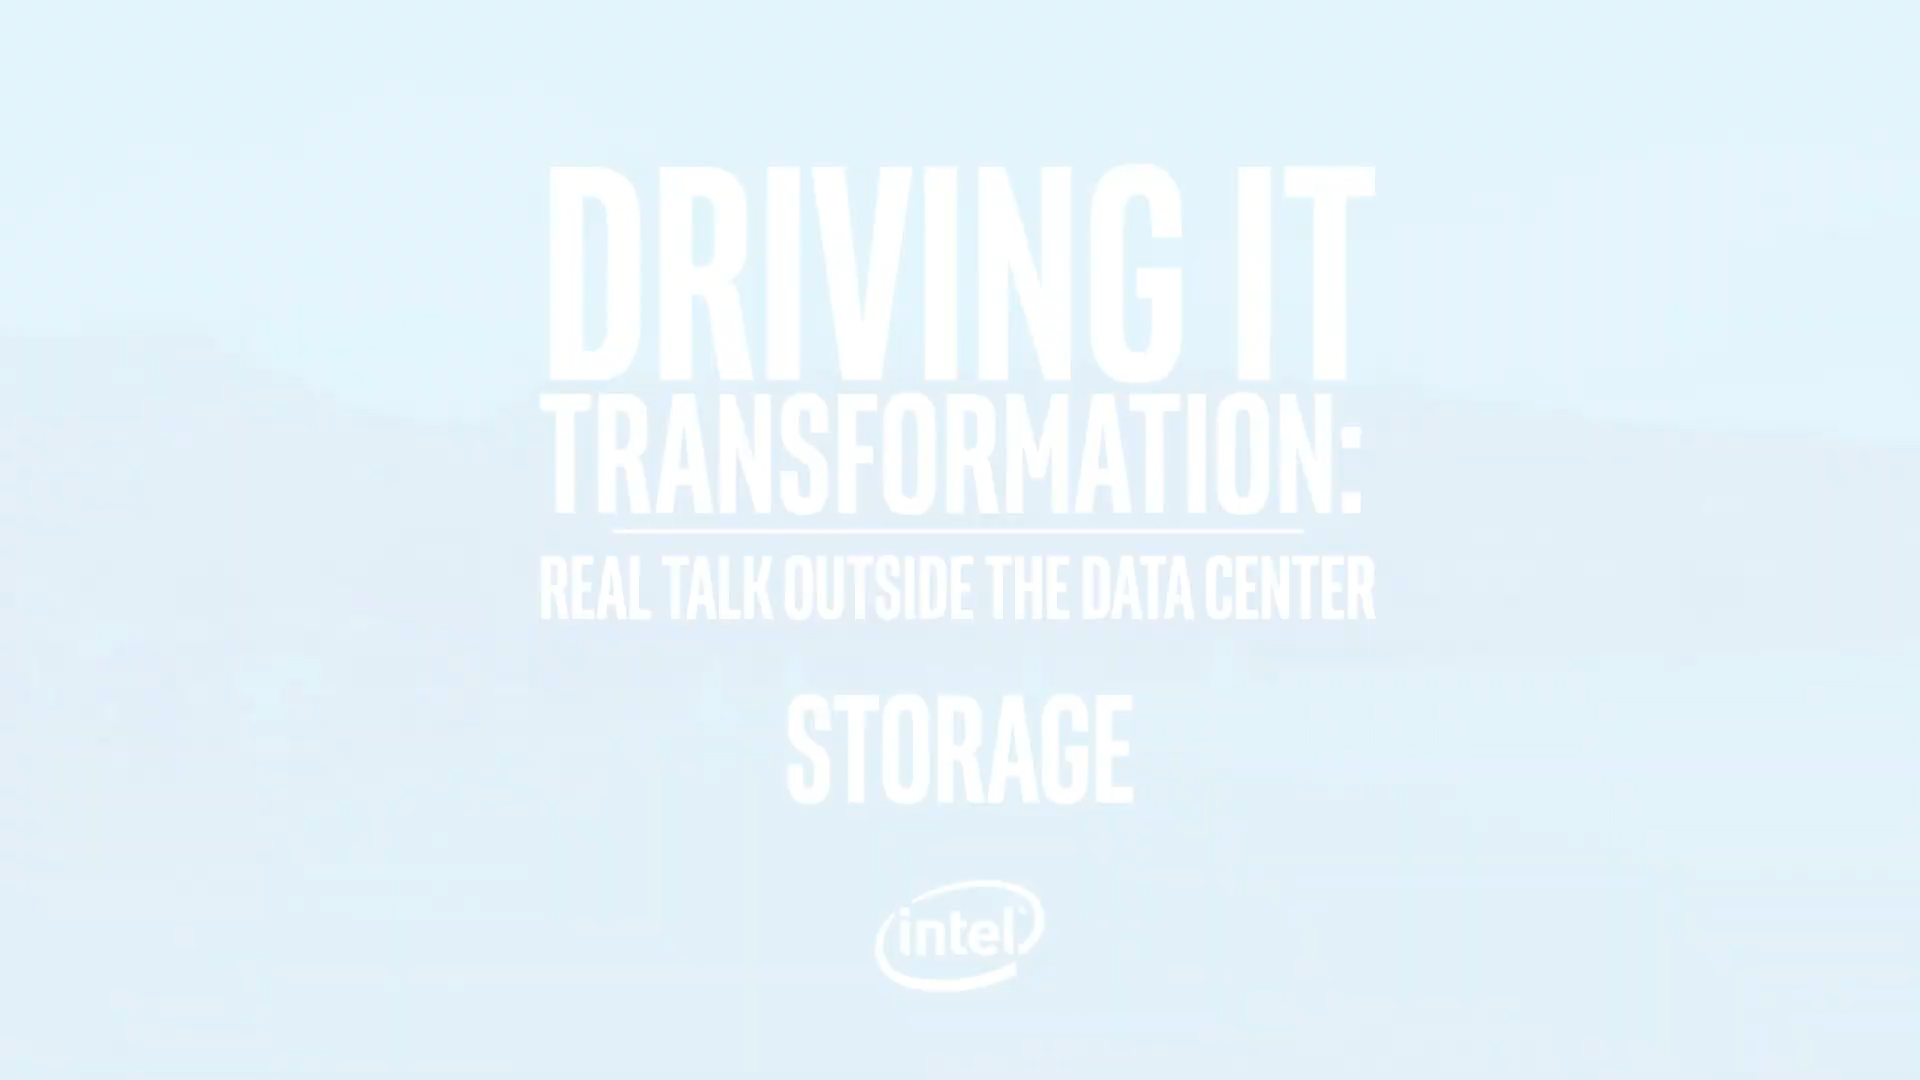 DRIVING IT
TRANSFORMATION:
REAL TALK OUTSIDE THE DATA CENTER
STORAGE
intel